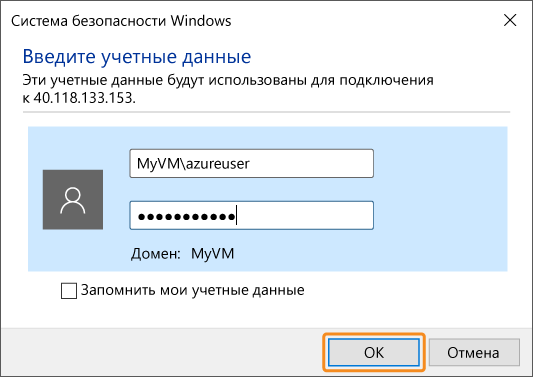 Система безопасности Windows
Введите учетные данные
Эти учетные данные будут использованы для подключения
к 40.118.133.153.
MyVM\azureuser
●●●●●●●●●●●
Домен: MyVM
Запомнить мои учетные данные
OK
Отмена